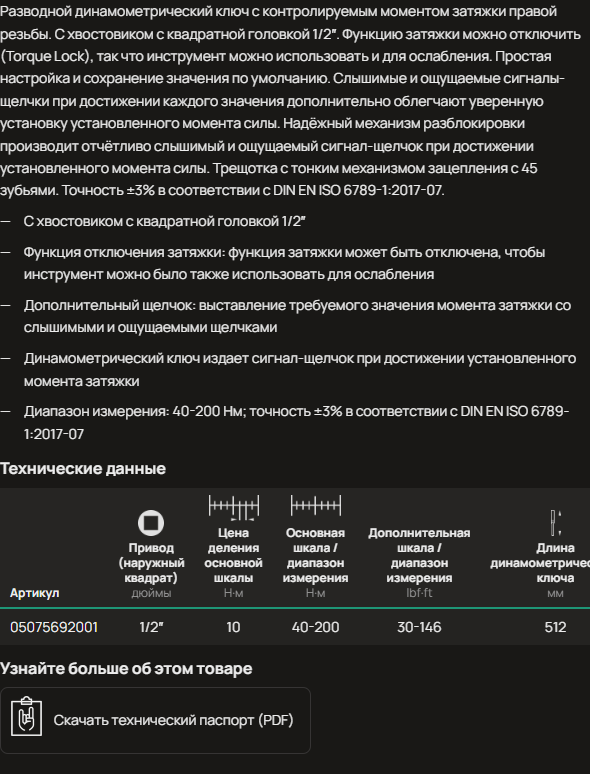 Разводной динамометрический ключ с контролируемым моментом затяжки правой
резьбы. С хвостовиком с квадратной головкой 1/2″. Функцию затяжки можно отключить
(Torque Lock), так что инструмент можно использовать и для ослабления. Простая
настройка и сохранение значения по умолчанию. Слышимые и ощущаемые сигналы-
щелчки при достижении каждого значения дополнительно облегчают уверенную
установку установленного момента силы. Надёжный механизм разблокировки
производит отчётливо слышимый и ощущаемый сигнал-щелчок при достижении
установленного момента силы. Трещотка с тонким механизмом зацепления с 45
зубьями. Точность ±3% в соответствии с DIN EN ISO 6789-1:2017-07.
— С хвостовиком с квадратной головкой 1/2″
— Функция отключения затяжки: функция затяжки может быть отключена, чтобы
инструмент можно было также использовать для ослабления
— Дополнительный щелчок: выставление требуемого значения момента затяжки со
слышимыми и ощущаемыми щелчками
— Динамометрический ключ издает сигнал-щелчок при достижении установленного
момента затяжки
— Диапазон измерения: 40-200 Нм; точность ±3% в соответствии с DIN EN ISO 6789-
1:2017-07
Технические данные
Артикул
Привод
(наружный
квадрат)
дюймы
Цена
деления
основной
шкалы
Н·м
Основная
шкала /
диапазон
измерения
Н·м
Дополнительная
шкала /
диапазон
измерения
lbf·ft
Длина
динамометричес
ключа
мм
05075692001 1/2″ 10 40-200 30-146 512
Узнайте больше об этом товаре
Скачать технический паспорт (PDF)